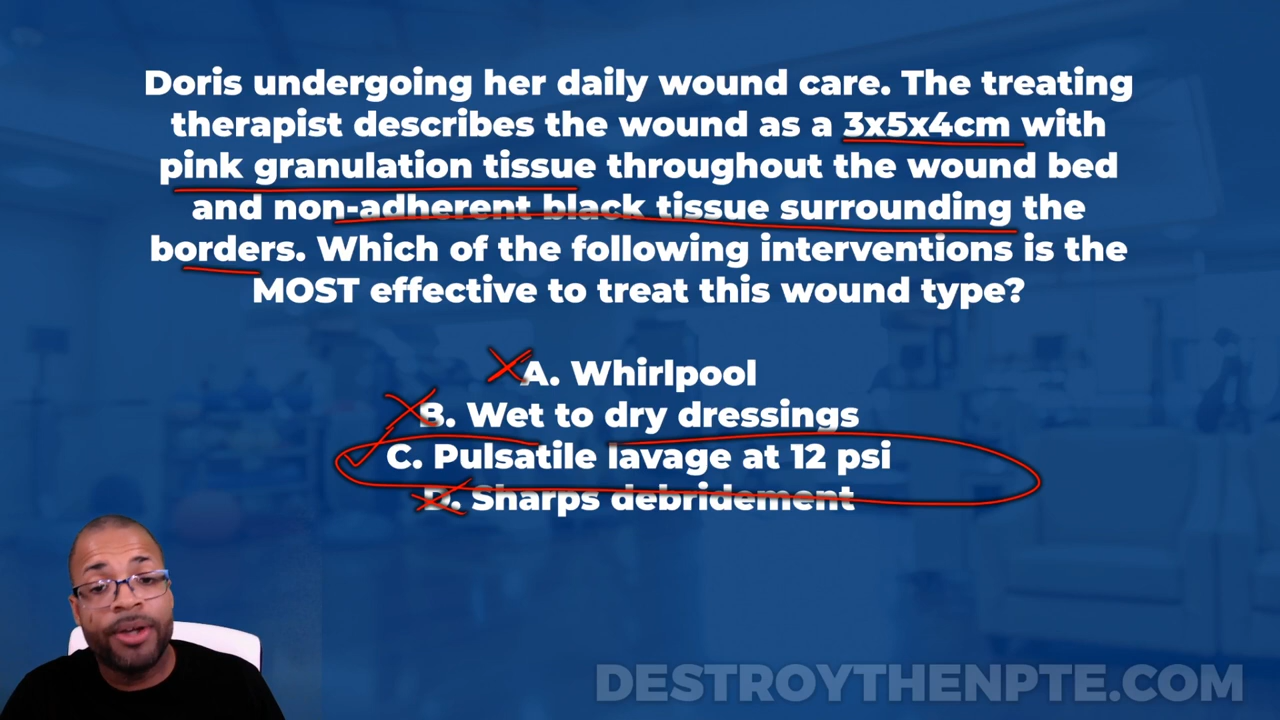 Doris undergoing her daily wound care. The treating
therapist describes the wound as a 3x5x4cm with
pink granulation tissue throughout the wound bed
and non-adherent black tissue surrounding the
borders. Which of the following interventions is the
MOST effective to treat this wound type?
A. Whirlpool
B. Wet to dry dressings
C. Pulsatile lavage at 12 psi
D. Sharps debridement
DESTROYTHENPTE.COM